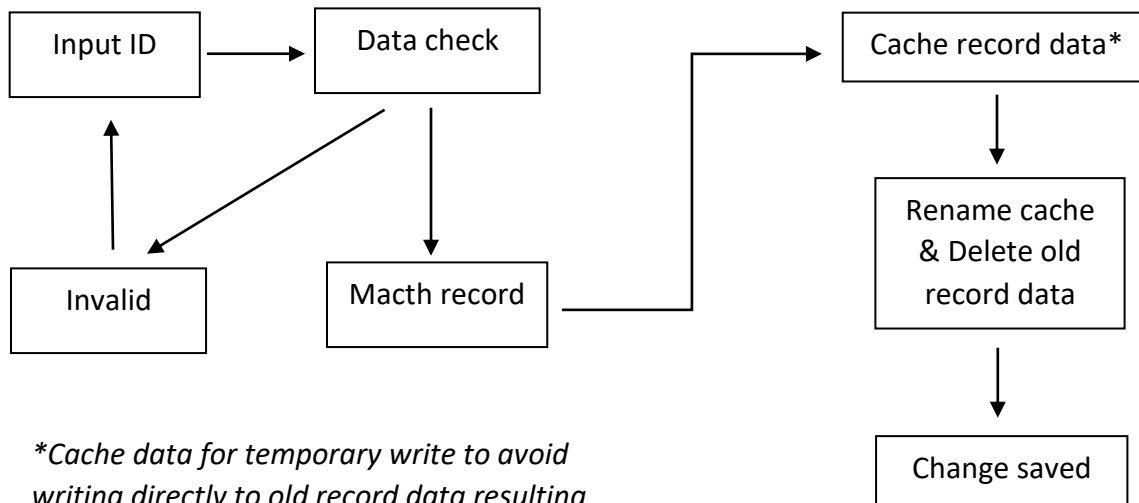 Input ID
Data check
Cache record data*
Invalid
Macth record
Rename cache
& Delete old
record data
*Cache data for temporary write to avoid
writing directly to old record data resulting
Change saved